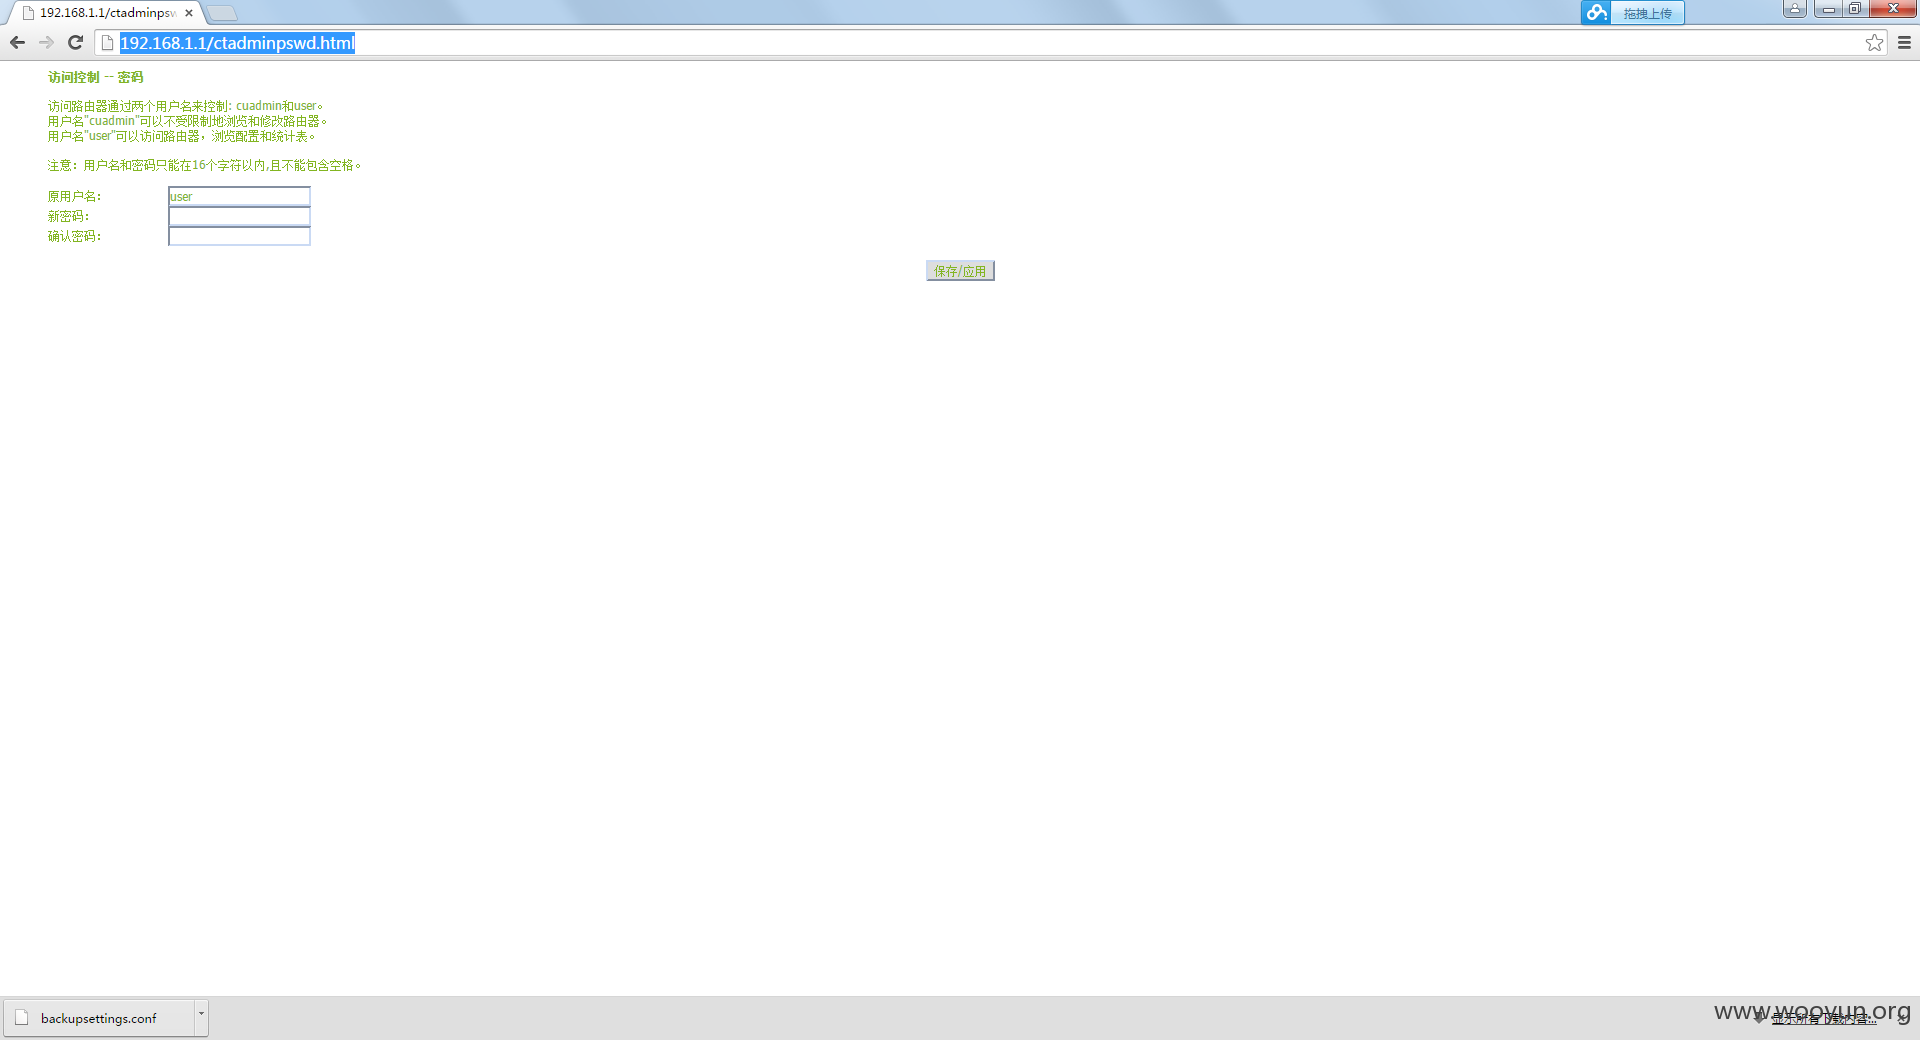 192.168.1.1/ctadminpsw
拖拽上传
192.168.1.1/ctadminpswd.html
访问控制 -- 密码
访问路由器通过两个用户名来控制: cuadmin和user。
用户名"cuadmin"可以不受限制地浏览和修改路由器。
用户名"user"可以访问路由器，浏览配置和统计表。
注意：用户名和密码只能在16个字符以内,且不能包含空格。
原用户名： user
新密码：
确认密码：
保存/应用
backupsettings.conf
显示所有下载内容...
www.wooyun.org